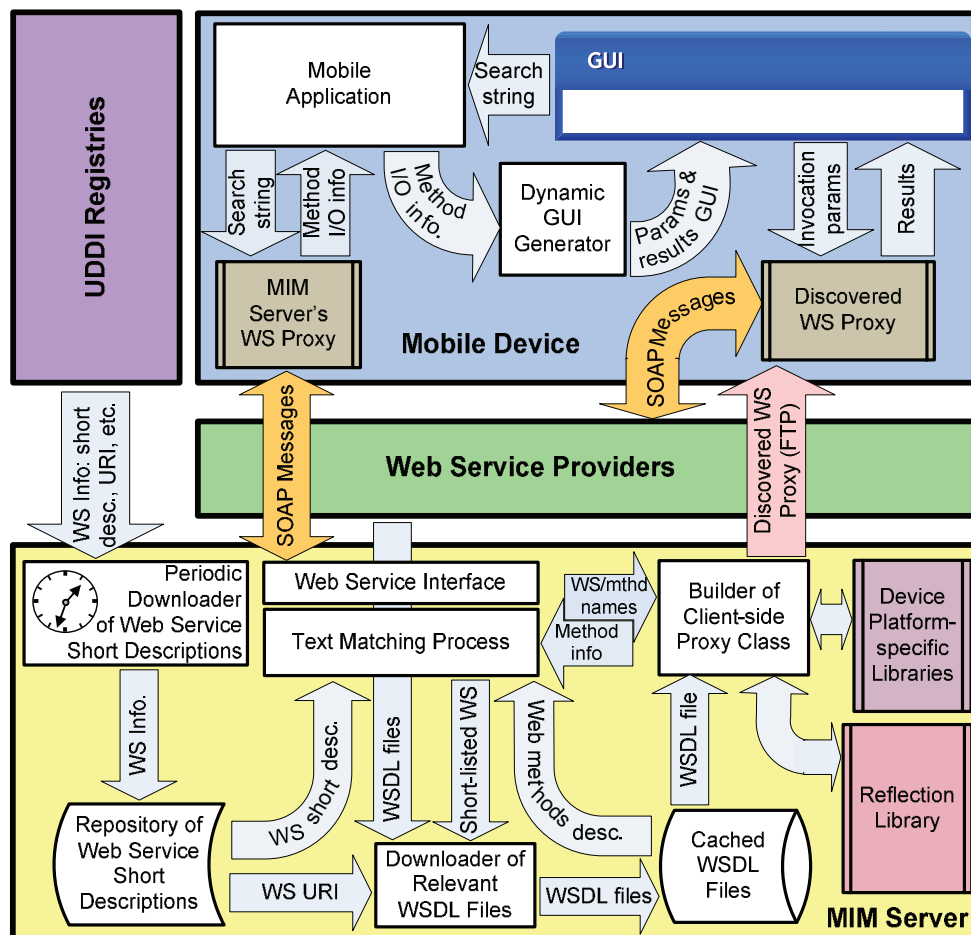 UDDI Registries
Mobile
Application
Search
string
GUI
Search
string
Method
I/O info
Method
I/O info.
Dynamic
GUI
Generator
Params &
results GUI
Invocation
params
Results
MIM
Server's
WS Proxy
Mobile Device
SOAP Messages
Discovered
WS Proxy
WS Info: short
desc., URI, etc.
SOAP Messages
Web Service Providers
Discovered WS
Proxy (FTP)
Periodic
Downloader
of Web Service
Short Descriptions
Web Service Interface
Text Matching Process
WS/mthd
names
Method
info
Builder of
Client-side
Proxy Class
Device
Platform-
specific
Libraries
WS Info.
WS short desc.
WSDL files
Short-listed WS
Web methods desc.
WSDL file
Reflection
Library
Repository of
Web Service
Short
Descriptions
WS URI
Downloader of
Relevant
WSDL Files
WSDL files
Cached
WSDL
Files
MIM Server